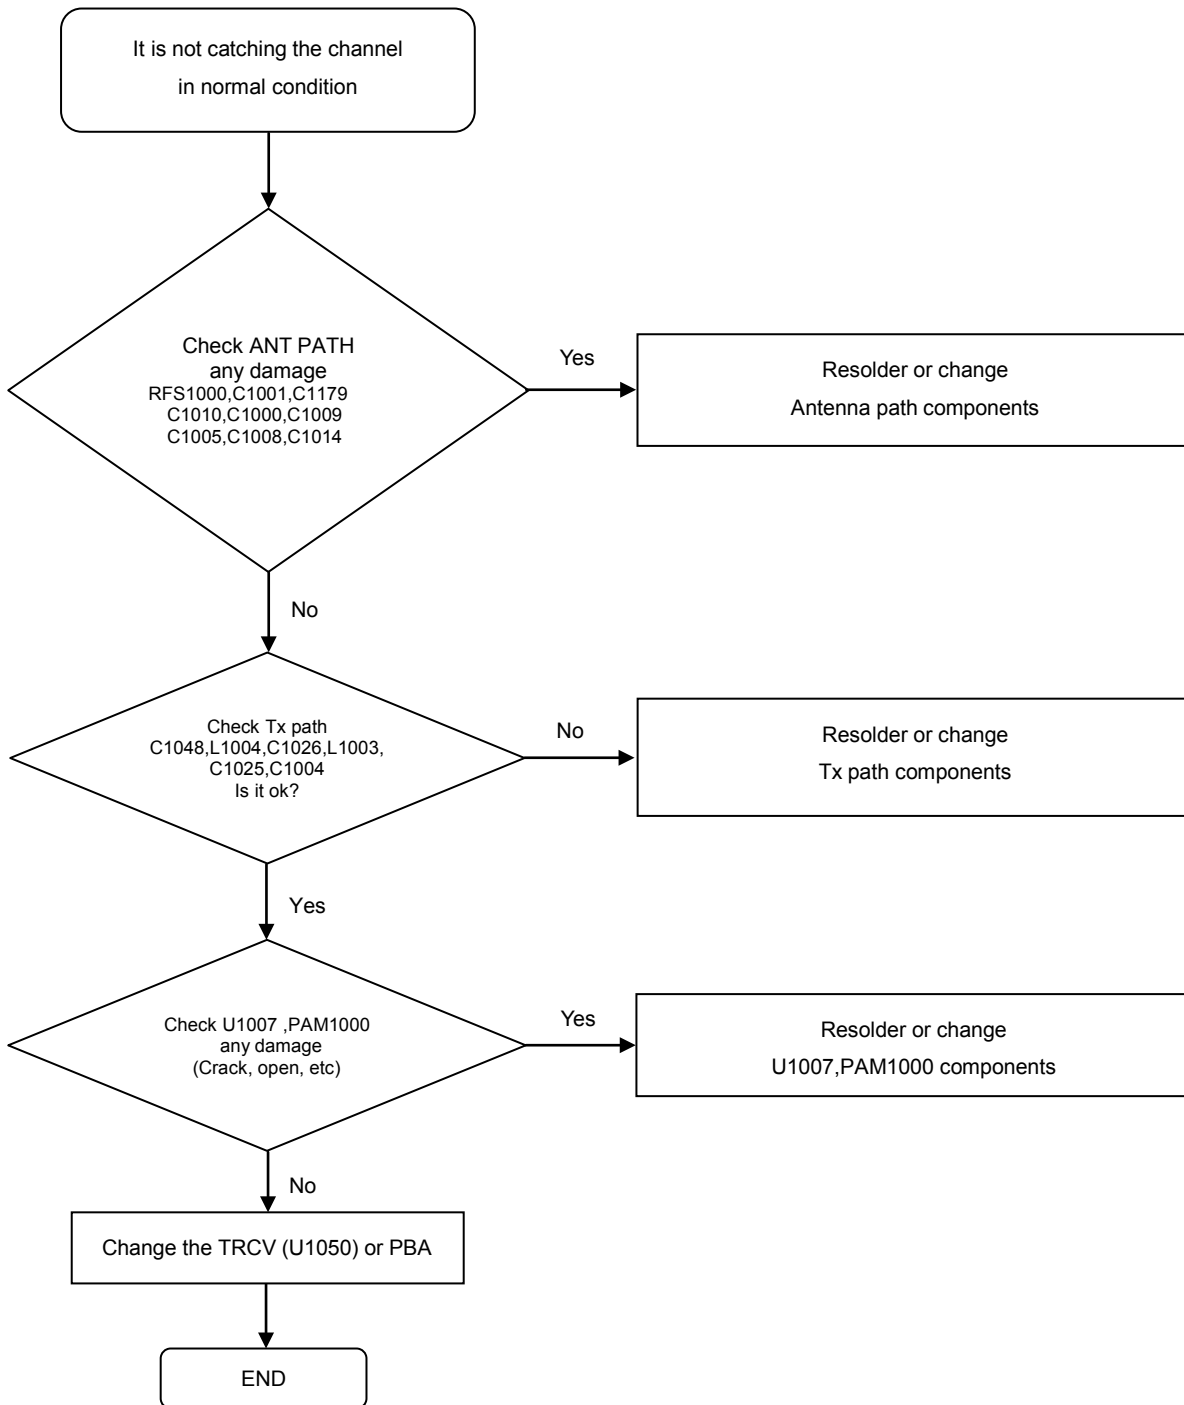 It is not catching the channel
in normal condition
Check ANT PATH
any damage
RFS1000,C1001,C1179
C1010,C1000,C1009
C1005,C1008,C1014
Yes
Resolder or change
Antenna path components
No
Check Tx path
C1048,L1004,C1026,L1003,
C1025,C1004
Is it ok?
No
Resolder or change
Tx path components
Yes
Check U1007 ,PAM1000
any damage
(Crack, open, etc)
Yes
Resolder or change
U1007,PAM1000 components
No
Change the TRCV (U1050) or PBA
END